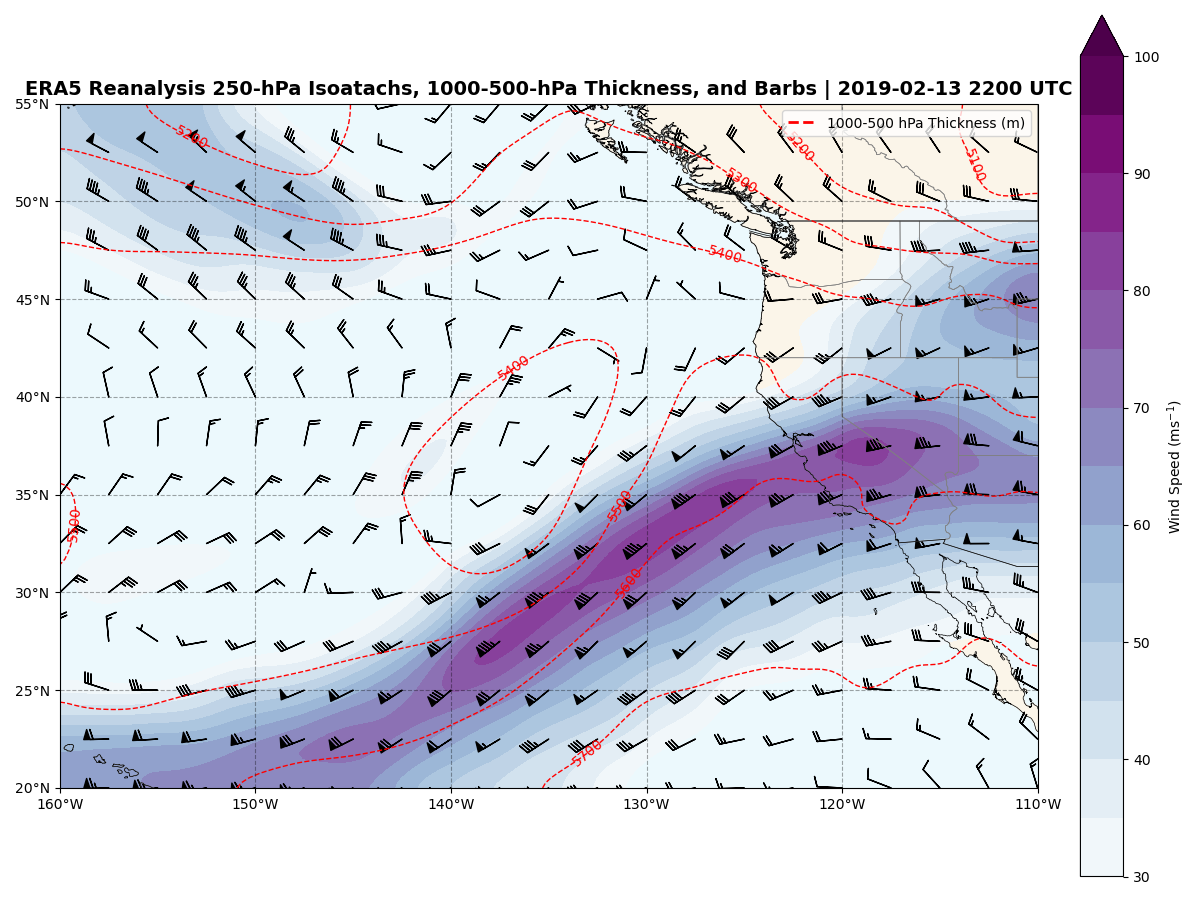 ERA5 Reanalysis 250-hPa Isoatachs, 1000-500-hPa Thickness, and Barbs | 2019-02-13 2200 UTC
1000-500 hPa Thickness (m)
55°N
50°N
45°N
40°N
35°N
30°N
25°N
20°N
160°W
150°W
140°W
130°W
120°W
110°W
5200
5200
5100
5300
5400
5400
5500
5500
5600
5700
100
90
80
70
60
50
40
30
Wind Speed (ms⁻¹)